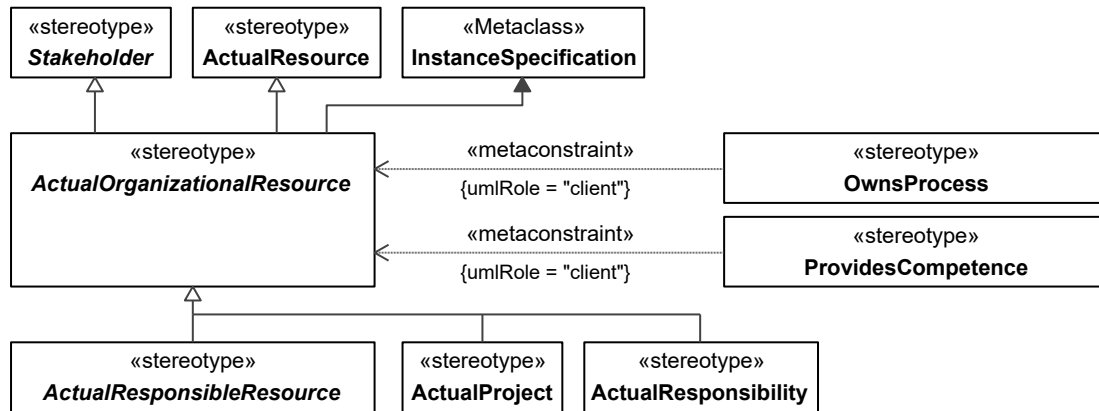 «stereotype»
Stakeholder
«stereotype»
ActualResource
«Metaclass»
InstanceSpecification
«stereotype»
ActualOrganizationalResource
«metaconstraint»
{umlRole = "client"}
«stereotype»
OwnsProcess
«metaconstraint»
{umlRole = "client"}
«stereotype»
ProvidesCompetence
«stereotype»
ActualResponsibleResource
«stereotype»
ActualProject
«stereotype»
ActualResponsibility